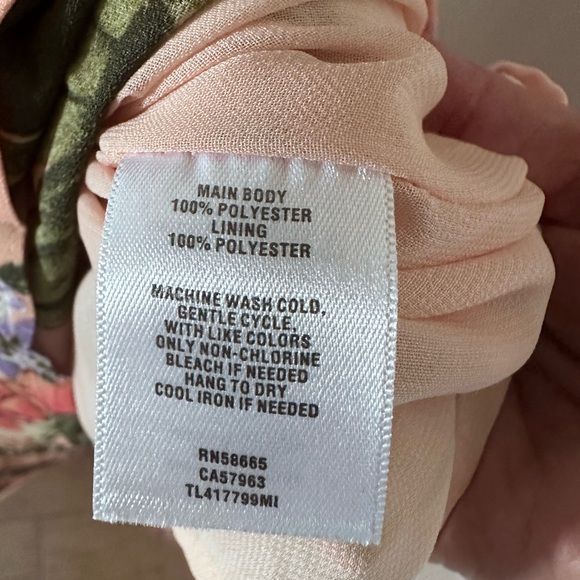 MAIN BODY
100% POLYESTER
LINING
100% POLYESTER
MACHINE WASH COLD,
GENTLE CYCLE,
WITH LIKE COLORS
ONLY NON-CHLORINE
BLEACH IF NEEDED
HANG TO DRY
COOL IRON IF NEEDED
RN58665
CA57963
TL417799MI